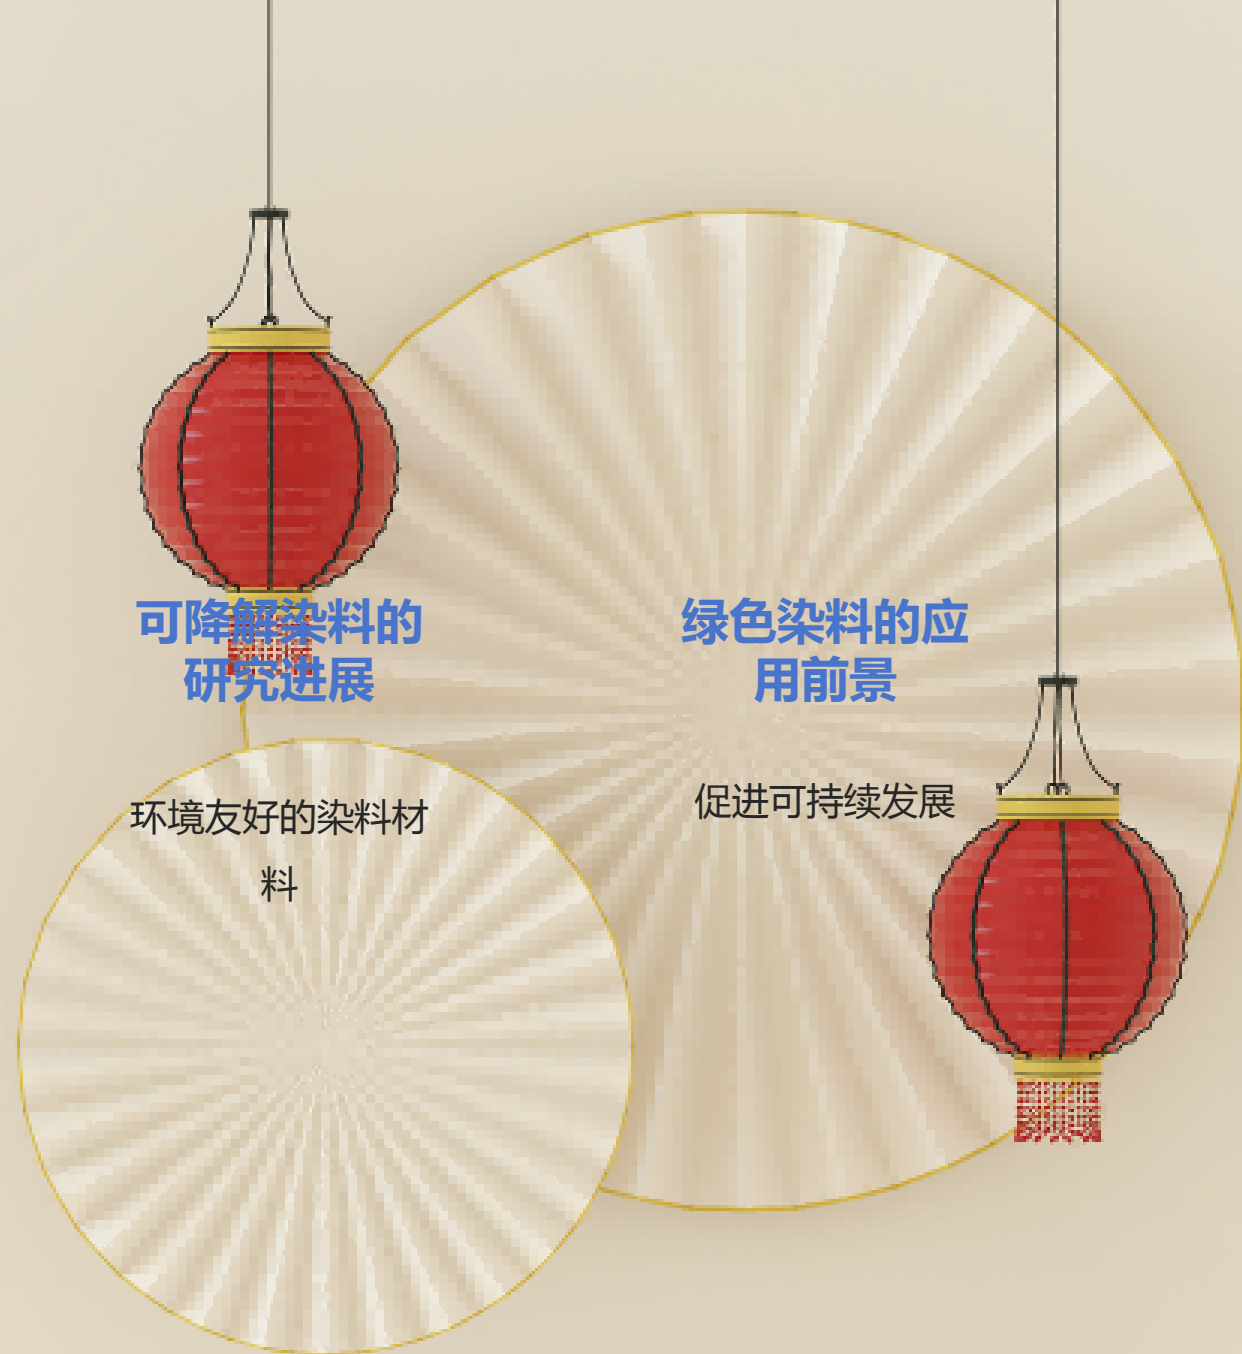 可降解染料的
研究进展
环境友好的染料材
料
绿色染料的应
用前景
促进可持续发展